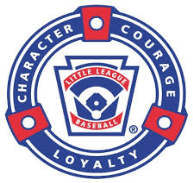 CHARACTER
COURAGE
LOYALTY
LITTLE LEAGUE
BASEBALL
®